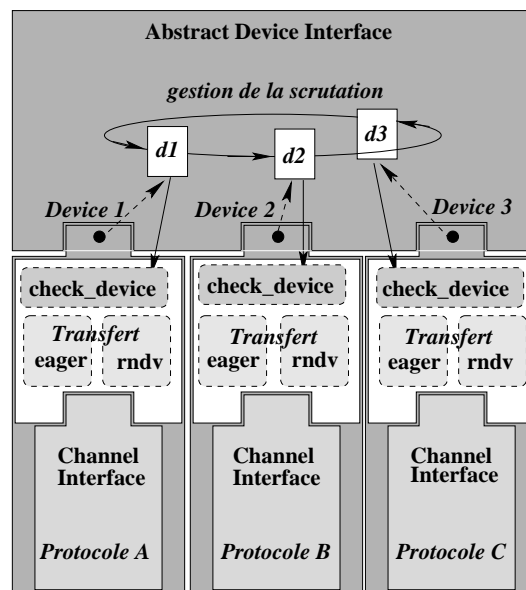 Abstract Device Interface
gestion de la scrutation
d1
d2
d3
Device 1
Device 2
Device 3
check_device
check_device
check_device
Transfert
eager
rndv
Transfert
eager
rndv
Transfert
eager
rndv
Channel
Interface
Channel
Interface
Channel
Interface
Protocole A
Protocole B
Protocole C